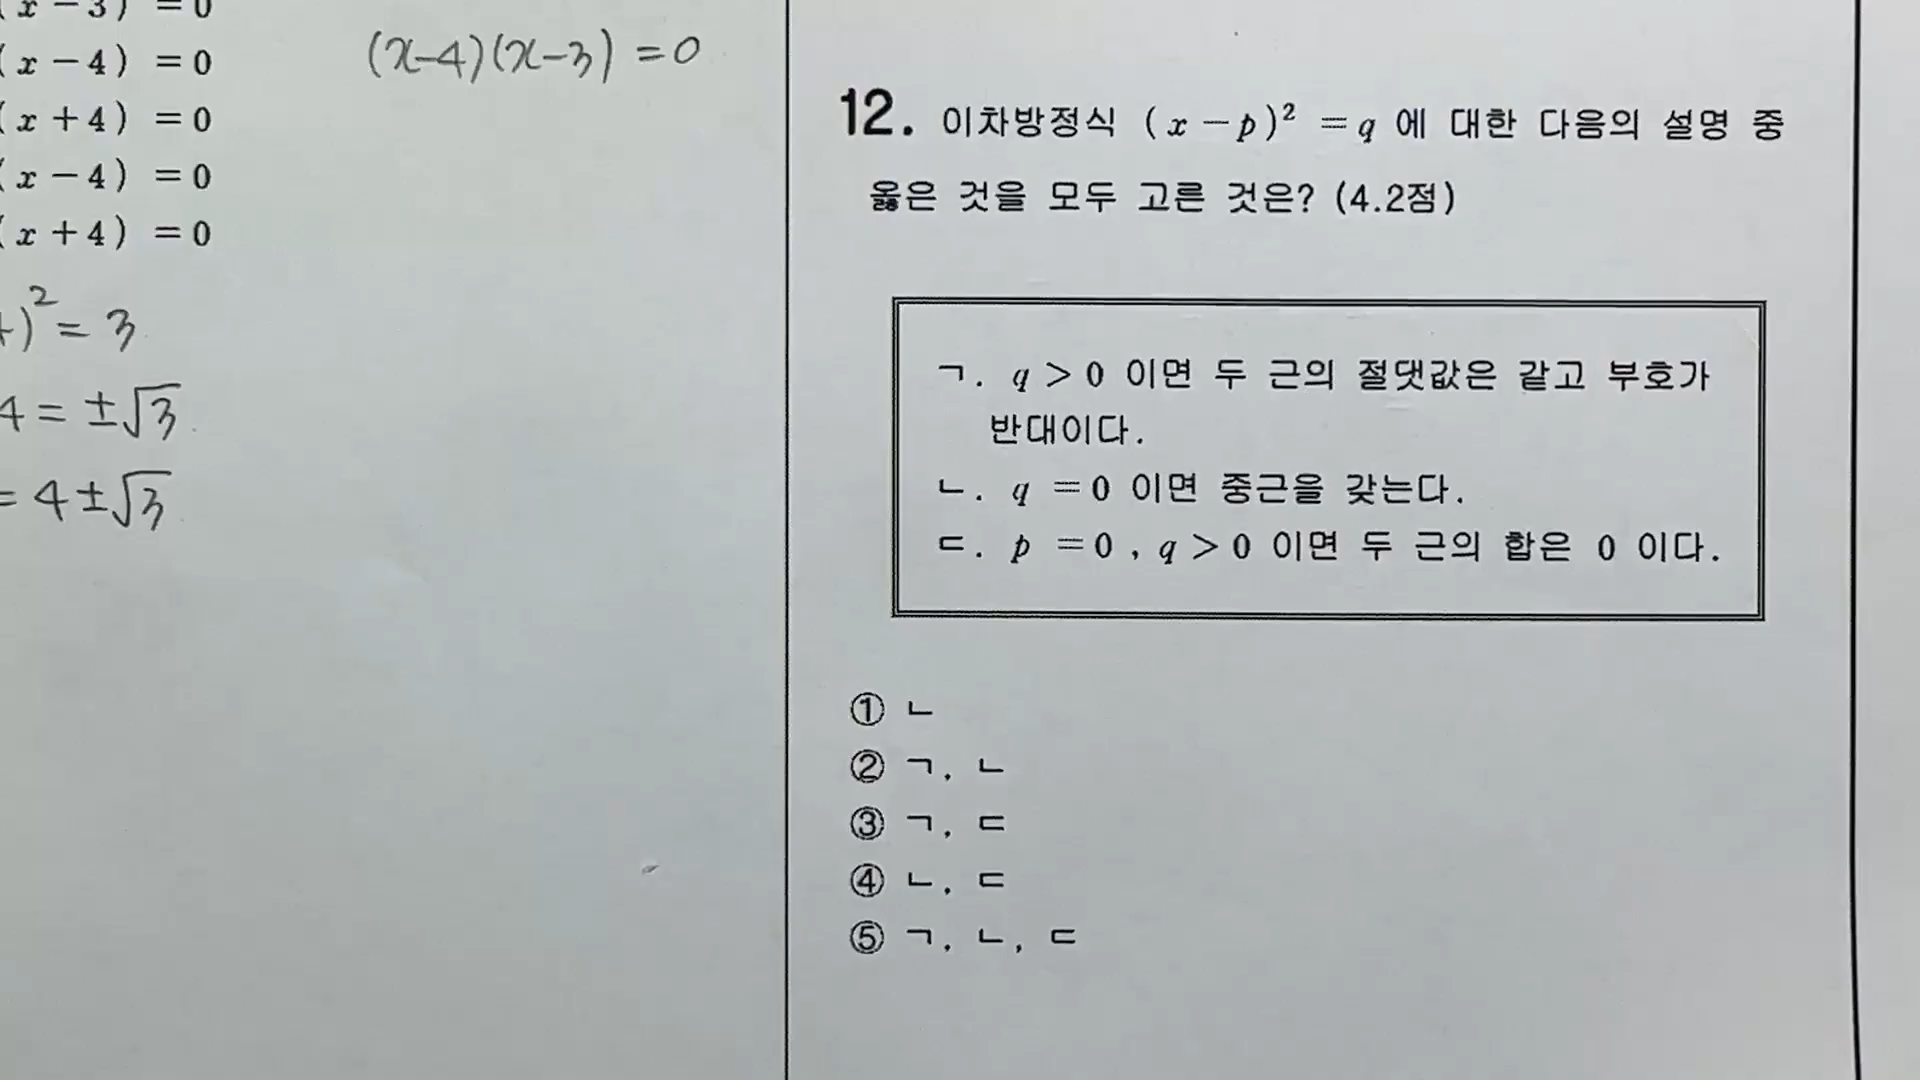 (x-3) =0
(x-4) =0
(x+4) =0
(x-4) =0
(x+4) =0
)² = 3
4 = ±√3
= 4±√3
(x-4)(x-3) =0
12. 이차방정식 (x-p)² =q 에 대한 다음의 설명 중
옳은 것을 모두 고른 것은? (4.2점)
ㄱ. q > 0 이면 두 근의 절댓값은 같고 부호가
반대이다.
ㄴ. q =0 이면 중근을 갖는다.
ㄷ. p =0, q > 0 이면 두 근의 합은 0 이다.
① ㄴ
② ㄱ, ㄴ
③ ㄱ, ㄷ
④ ㄴ, ㄷ
⑤ ㄱ, ㄴ, ㄷ